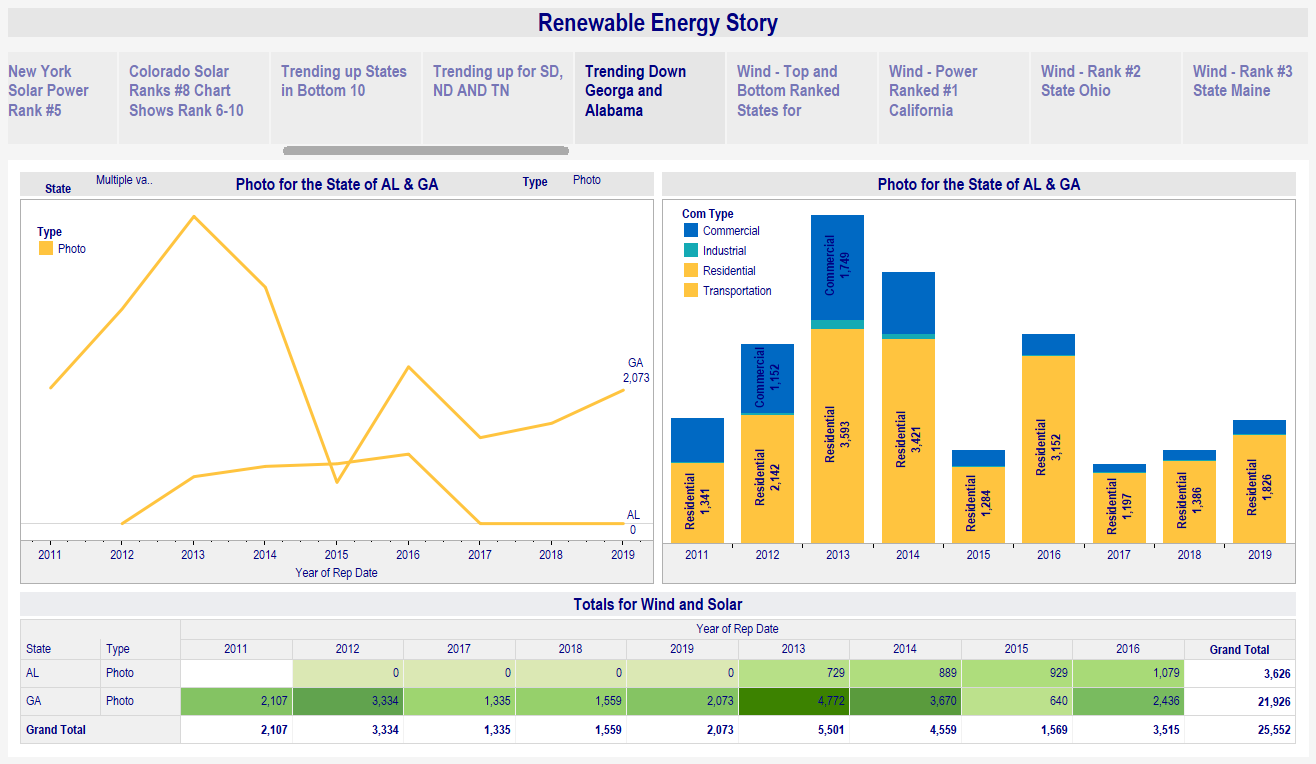 Renewable Energy Story
New York
Solar Power
Rank #5
Colorado Solar
Ranks #8 Chart
Shows Rank 6-10
Trending up States
in Bottom 10
Trending up for SD,
ND AND TN
Trending Down
Georga and
Alabama
Wind - Top and
Bottom Ranked
States for
Wind - Power
Ranked #1
California
Wind - Rank #2
State Ohio
Wind - Rank #3
State Maine
State
Multiple va..
Photo for the State of AL & GA
Type
Photo
Type
Photo
GA
2,073
AL
0
2011 2012 2013 2014 2015 2016 2017 2018 2019
Year of Rep Date
Photo for the State of AL & GA
Com Type
Commercial
Industrial
Residential
Transportation
Residential
1,341
Commercial
1,152
Residential
2,142
Commercial
1,749
Residential
3,593
Residential
3,421
Residential
1,284
Residential
3,152
Residential
1,197
Residential
1,386
Residential
1,826
2011 2012 2013 2014 2015 2016 2017 2018 2019
Totals for Wind and Solar
Year of Rep Date
State Type 2011 2012 2017 2018 2019 2013 2014 2015 2016 Grand Total
AL Photo 0 0 0 0 729 889 929 1,079 3,626
GA Photo 2,107 3,334 1,335 1,559 2,073 4,772 3,670 640 2,436 21,926
Grand Total 2,107 3,334 1,335 1,559 2,073 5,501 4,559 1,569 3,515 25,552